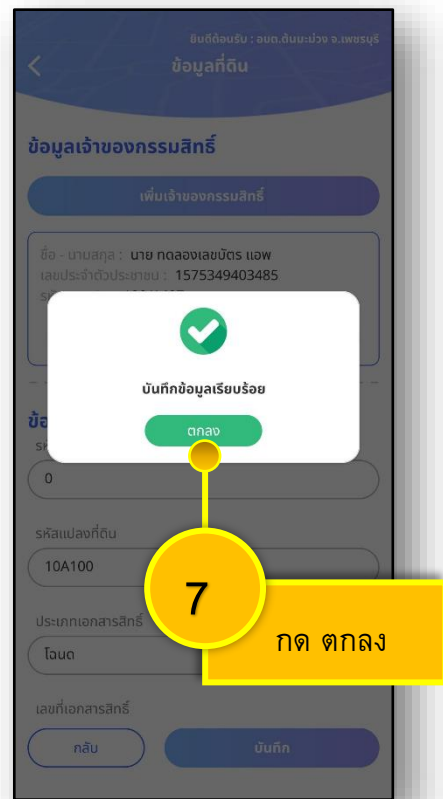 ยินดีต้อนรับ : อบต.ต้นมะม่วง จ.เพชรบุรี
ข้อมูลที่ดิน
ข้อมูลเจ้าของกรรมสิทธิ์
เพิ่มเจ้าของกรรมสิทธิ์
ชื่อ - นามสกุล : นาย ทดลองเลขบัตร แอพ
เลขประจำตัวประชาชน : 1575349403485
บันทึกข้อมูลเรียบร้อย
ตกลง
0
รหัสแปลงที่ดิน
10A100
7
กด ตกลง
ประเภทเอกสารสิทธิ์
โฉนด
เลขที่เอกสารสิทธิ์
กลับ
บันทึก